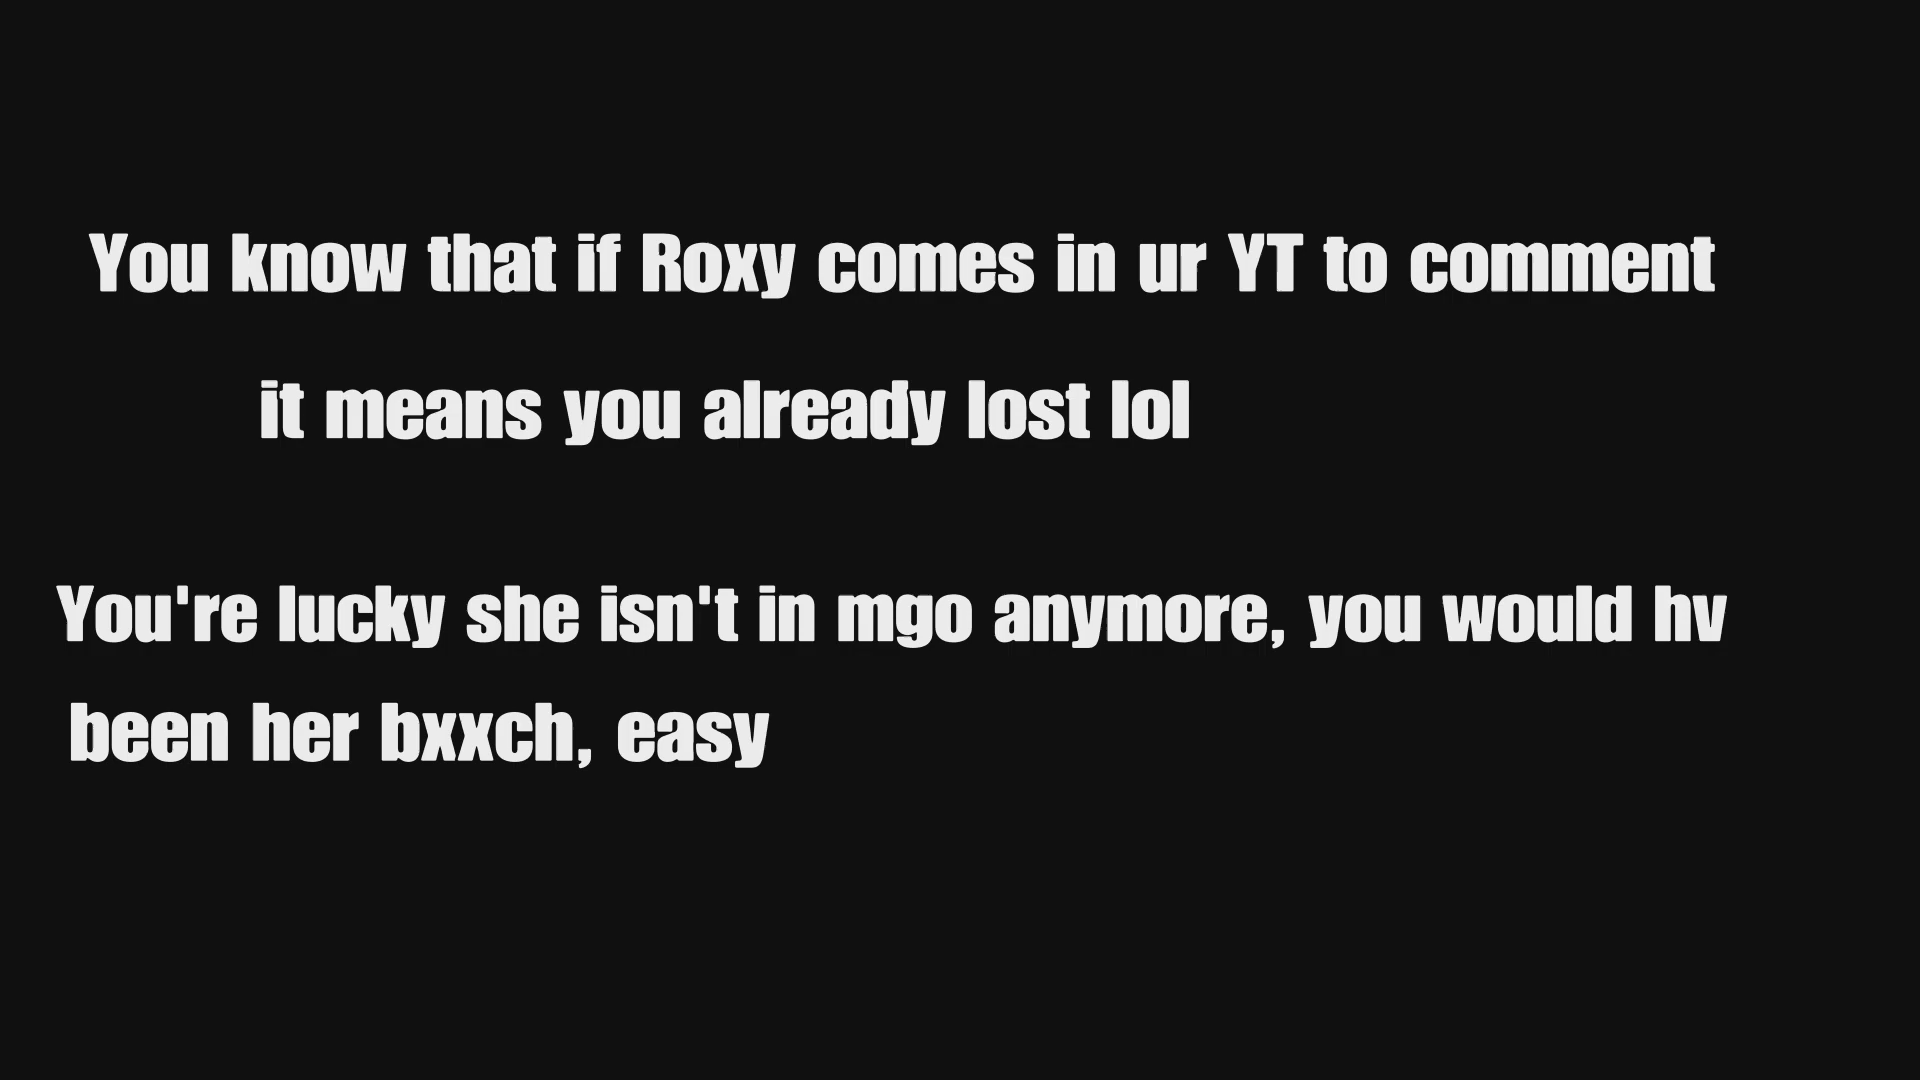 You know that if Roxy comes in ur YT to comment
it means you already lost lol
You're lucky she isn't in mgo anymore, you would hv
been her bxxch, easy